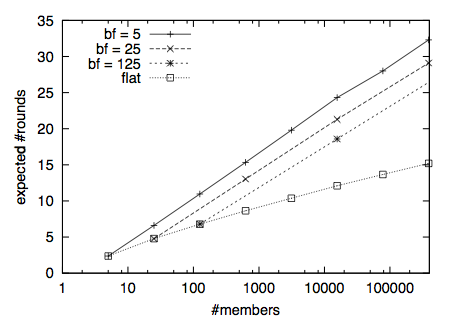 35
30
25
20
15
10
5
0
expected #rounds
bf = 5
bf = 25
bf = 125
flat
1 10 100 1000 10000 100000
#members